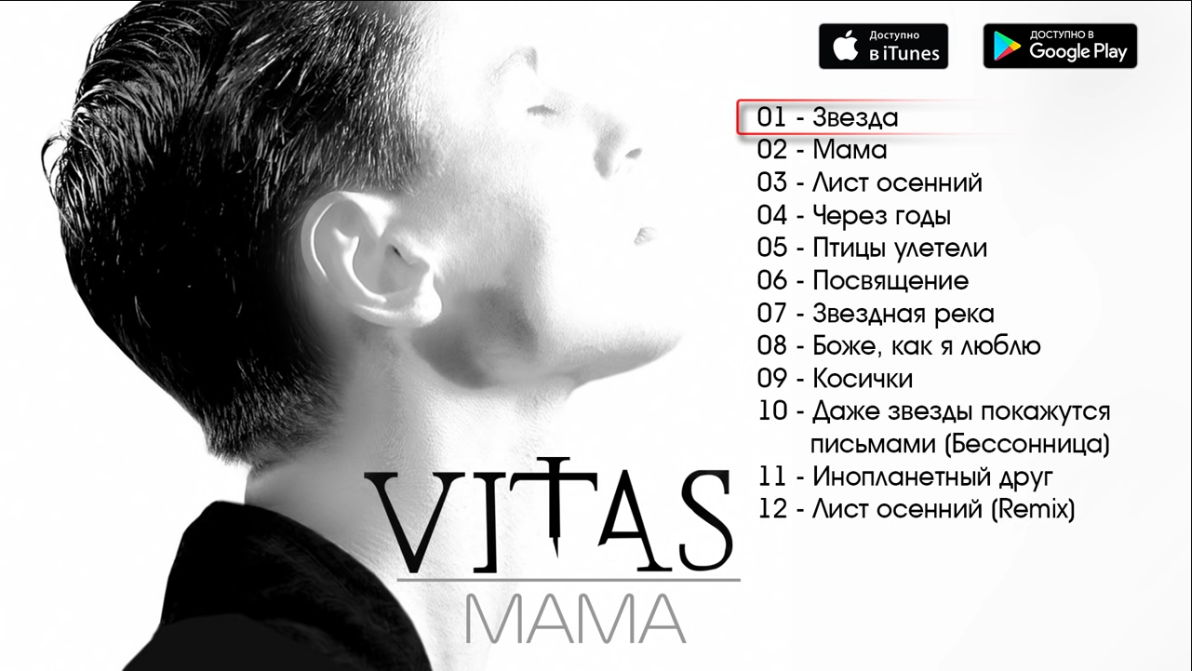 Доступно
в iTunes
ДОСТУПНО В
Google Play
01 - Звезда
02 - Мама
03 - Лист осенний
04 - Через годы
05 - Птицы улетели
06 - Посвящение
07 - Звездная река
08 - Боже, как я люблю
09 - Косички
10 - Даже звезды покажутся
письмами (Бессонница)
11 - Инопланетный друг
12 - Лист осенний (Remix)
VITAS
МАМА